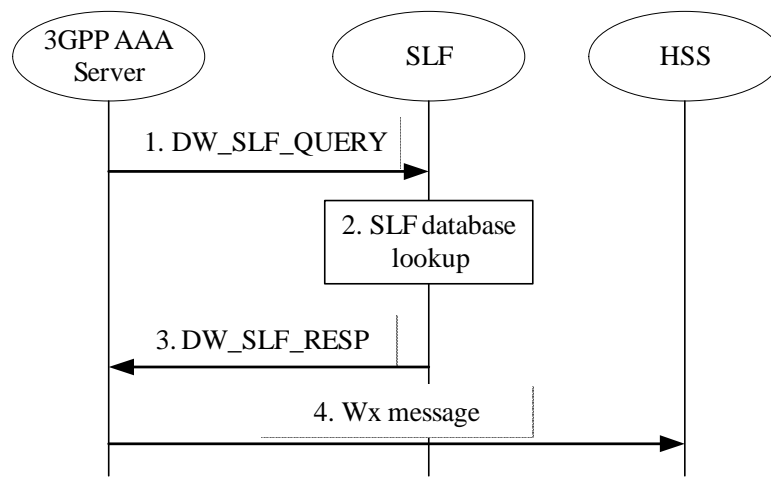 3GPP AAA
Server
SLF
HSS
1. DW_SLF_QUERY
2. SLF database
lookup
3. DW_SLF_RESP
4. Wx message